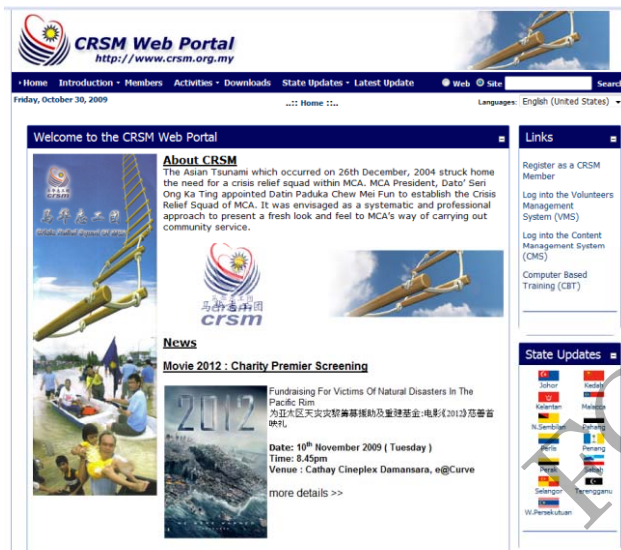 CRSM Web Portal
http://www.crsm.org.my
Home Introduction Members Activities Downloads State Updates Latest Update Web Site Search
Friday, October 30, 2009 ..:: Home ::.. Languages: English (United States)
Welcome to the CRSM Web Portal
About CRSM
The Asian Tsunami which occurred on 26th December, 2004 struck home
the need for a crisis relief squad within MCA. MCA President, Dato' Seri
Ong Ka Ting appointed Datin Paduka Chew Mei Fun to establish the Crisis
Relief Squad of MCA. It was envisaged as a systematic and professional
approach to present a fresh look and feel to MCA's way of carrying out
community service.
crsm
News
Movie 2012 : Charity Premier Screening
2012
Fundraising For Victims Of Natural Disasters In The
Pacific Rim
为亚太区天灾灾黎筹募援助及重建基金:电影《2012》慈善首
映礼
Date: 10th November 2009 ( Tuesday )
Time: 8.45pm
Venue : Cathay Cineplex Damansara, e@Curve
more details >>
Links
Register as a CRSM
Member
Log into the Volunteers
Management
System (VMS)
Log into the Content
Management System
(CMS)
Computer Based
Training (CBT)
State Updates
Johor Kedah
Kelantan Malacca
N.Sembilan Pahang
Perlis Penang
Perak Sabah
Selangor Terengganu
W.Persekutuan